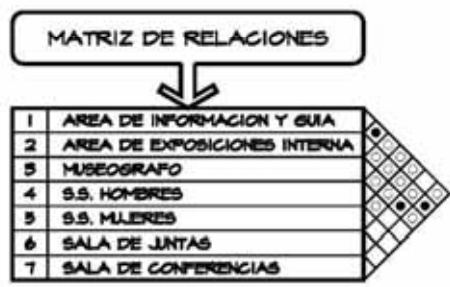 MATRIZ DE RELACIONES
1 AREA DE INFORMACION Y GUIA
2 AREA DE EXPOSICIONES INTERNA
3 MUSEOGRAFO
4 S.S. HOMBRES
5 S.S. MUJERES
6 SALA DE JUNTAS
7 SALA DE CONFERENCIAS